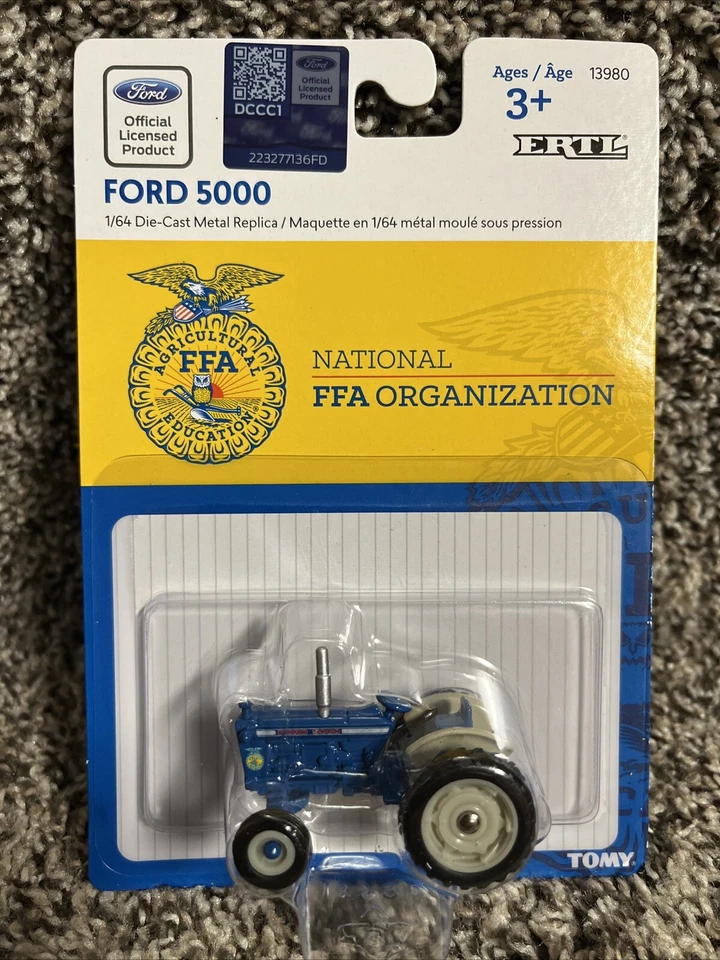 Ford
Official
Licensed
Product
DCCC1
Ford
Official
Licensed
Product
223277136FD
Ages / Âge 13980
3+
ERTL®
FORD 5000
1/64 Die-Cast Metal Replica / Maquette en 1/64 métal moulé sous pression
AGRICULTURAL
FFA
EDUCATION
NATIONAL
FFA ORGANIZATION
TOMY®